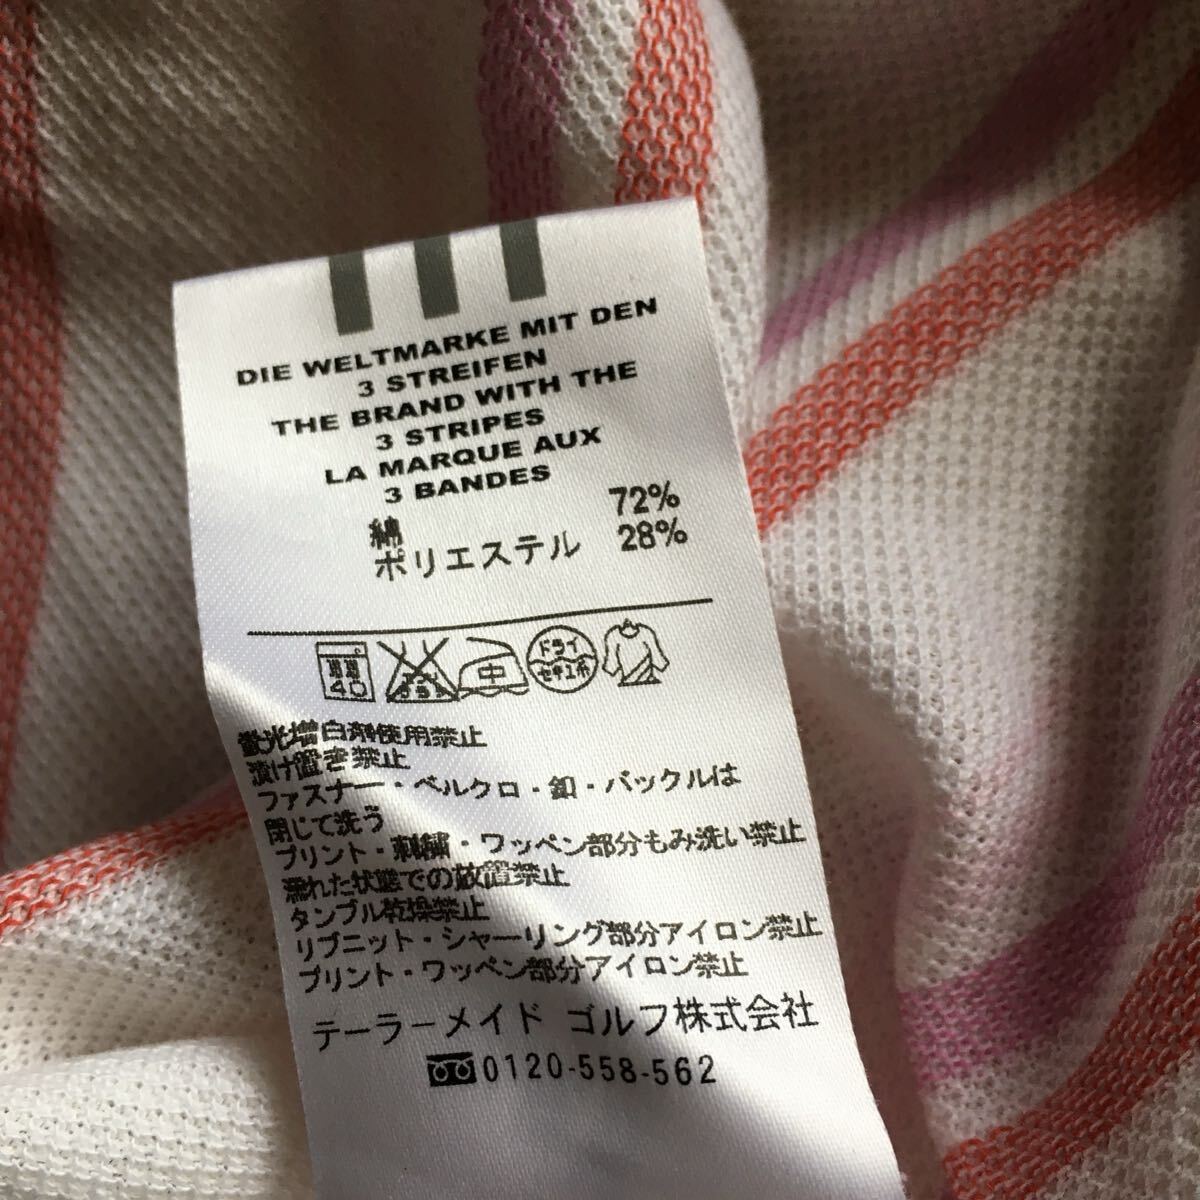 DIE WELTMARKE MIT DEN
3 STREIFEN
THE BRAND WITH THE
3 STRIPES
LA MARQUE AUX
3 BANDES
綿 72%
ポリエステル 28%
40
中
ドライ
セキユ系
蛍光増白剤使用禁止
漬け置き禁止
ファスナー・ベルクロ・釦・バックルは
閉じて洗う
プリント・刺繍・ワッペン部分もみ洗い禁止
濡れた状態での放置禁止
タンブル乾燥禁止
リブニット・シャーリング部分アイロン禁止
プリント・ワッペン部分アイロン禁止
テーラーメイド ゴルフ株式会社
0120-558-562